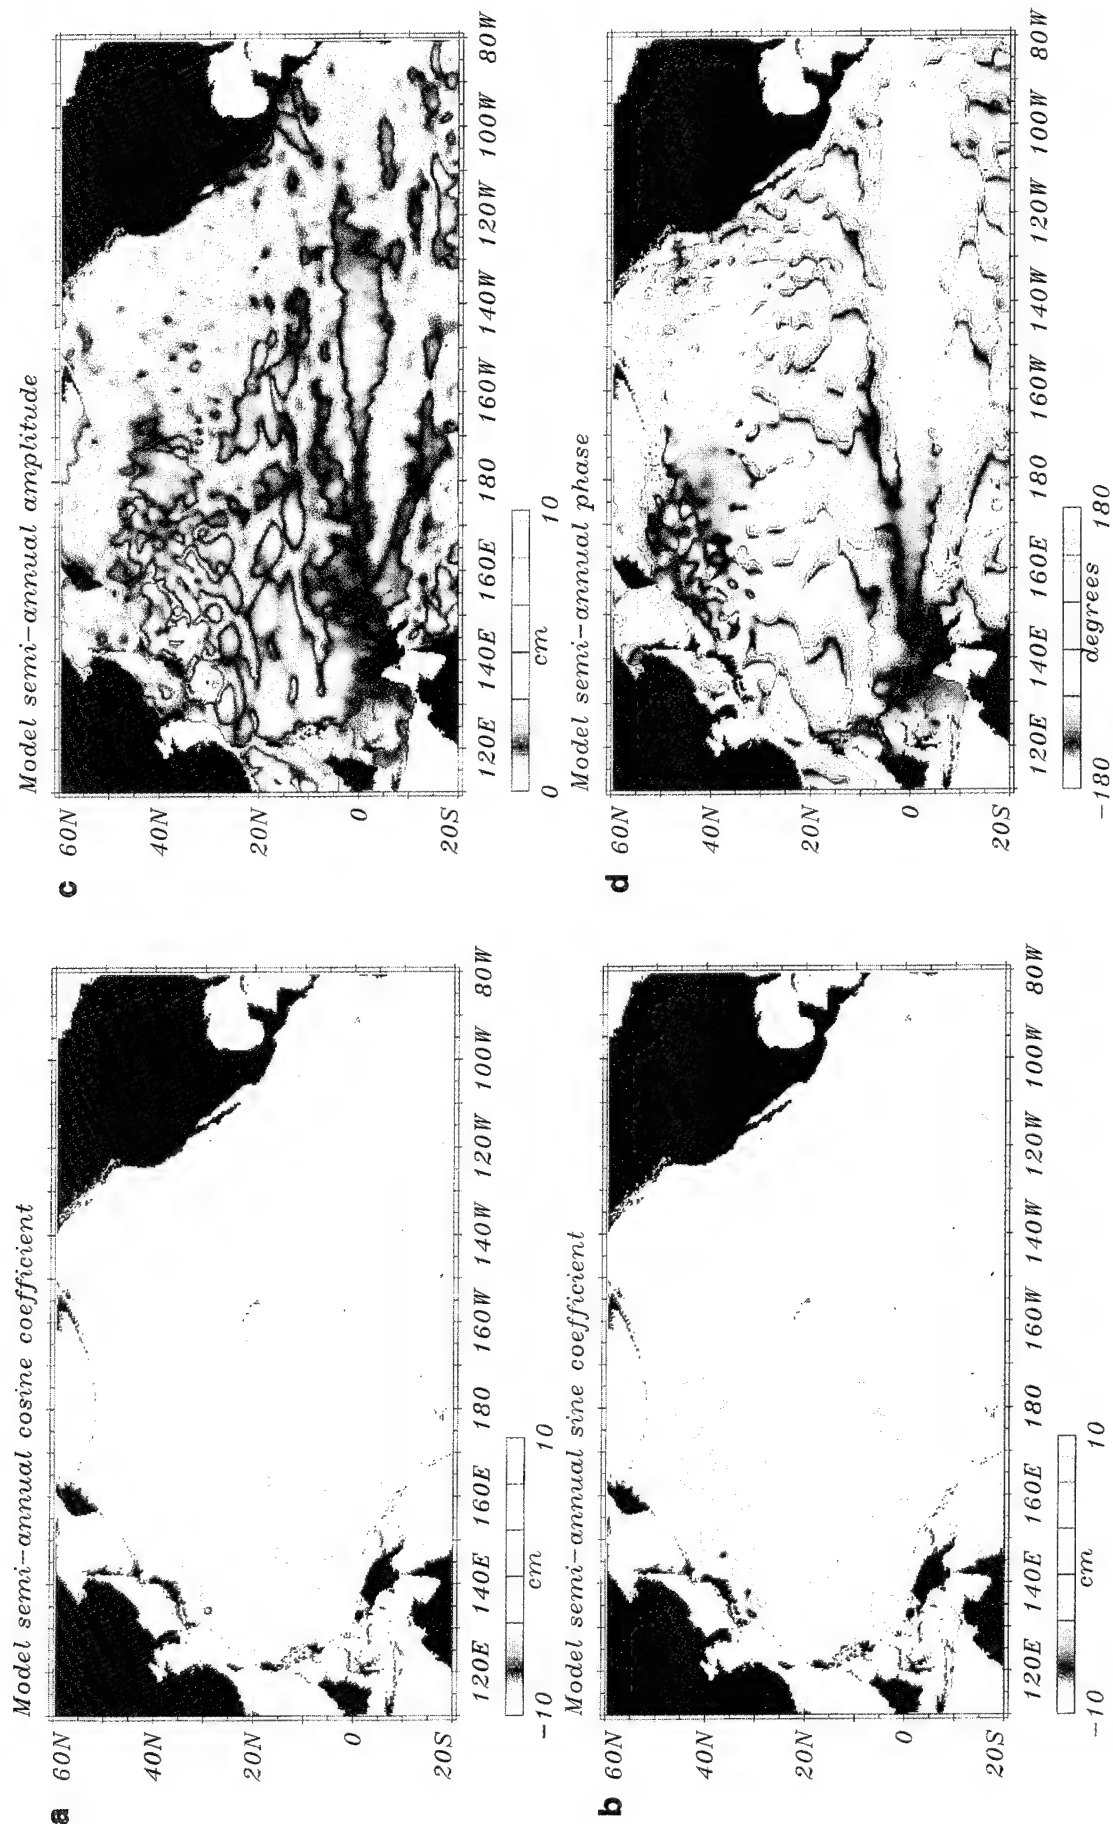 a
Model semi-annual cosine coefficient
60N
40N
20N
0
20S
120E 140E 160E 180 160W 140W 120W 100W 80W
-10 cm 10
b
Model semi-annual sine coefficient
60N
40N
20N
0
20S
120E 140E 160E 180 160W 140W 120W 100W 80W
-10 cm 10
c
Model semi-annual amplitude
60N
40N
20N
0
20S
120E 140E 160E 180 160W 140W 120W 100W 80W
0 cm 10
d
Model semi-annual phase
60N
40N
20N
0
20S
120E 140E 160E 180 160W 140W 120W 100W 80W
-180 degrees 180